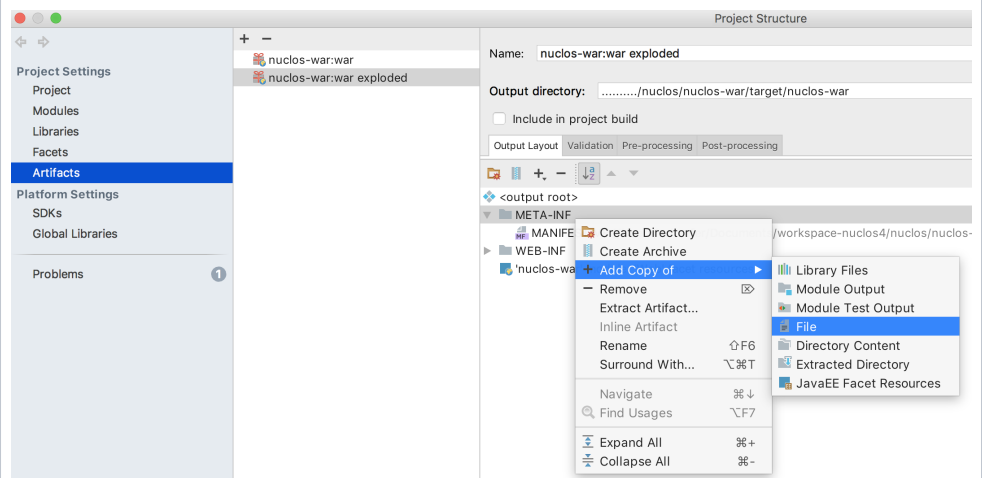 Project Structure
Project Settings
Project
Modules
Libraries
Facets
Artifacts
Platform Settings
SDKs
Global Libraries
Problems
1
nuclos-war:war
nuclos-war:war exploded
Name:
nuclos-war:war exploded
Output directory:
........../nuclos/nuclos-war/target/nuclos-war
Include in project build
Output Layout Validation Pre-processing Post-processing
<output root>
META-INF
MANIFE /workspace-nuclos4/nuclos/nuclos-
WEB-INF
'nuclos-wa
Create Directory
Create Archive
Add Copy of
Remove ⌦
Extract Artifact...
Inline Artifact
Rename ⇧F6
Surround With... ⌥⌘T
Navigate ⌘↓
Find Usages ⌥F7
Expand All ⌘+
Collapse All ⌘-
Library Files
Module Output
Module Test Output
File
Directory Content
Extracted Directory
JavaEE Facet Resources